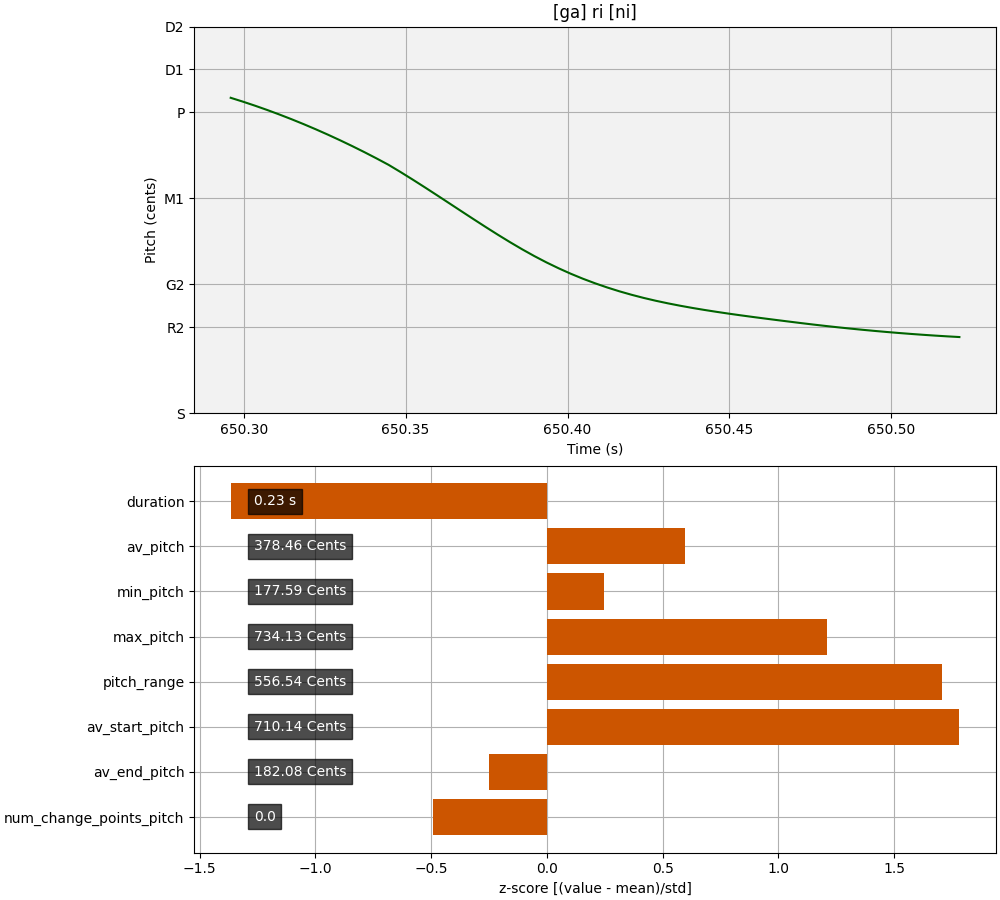 [ga] ri [ni]
D2
D1
P
M1
G2
R2
S
Pitch (cents)
650.30 650.35 650.40 650.45 650.50
Time (s)
duration 0.23 s
av_pitch 378.46 Cents
min_pitch 177.59 Cents
max_pitch 734.13 Cents
pitch_range 556.54 Cents
av_start_pitch 710.14 Cents
av_end_pitch 182.08 Cents
num_change_points_pitch 0.0
−1.5 −1.0 −0.5 0.0 0.5 1.0 1.5
z-score [(value - mean)/std]